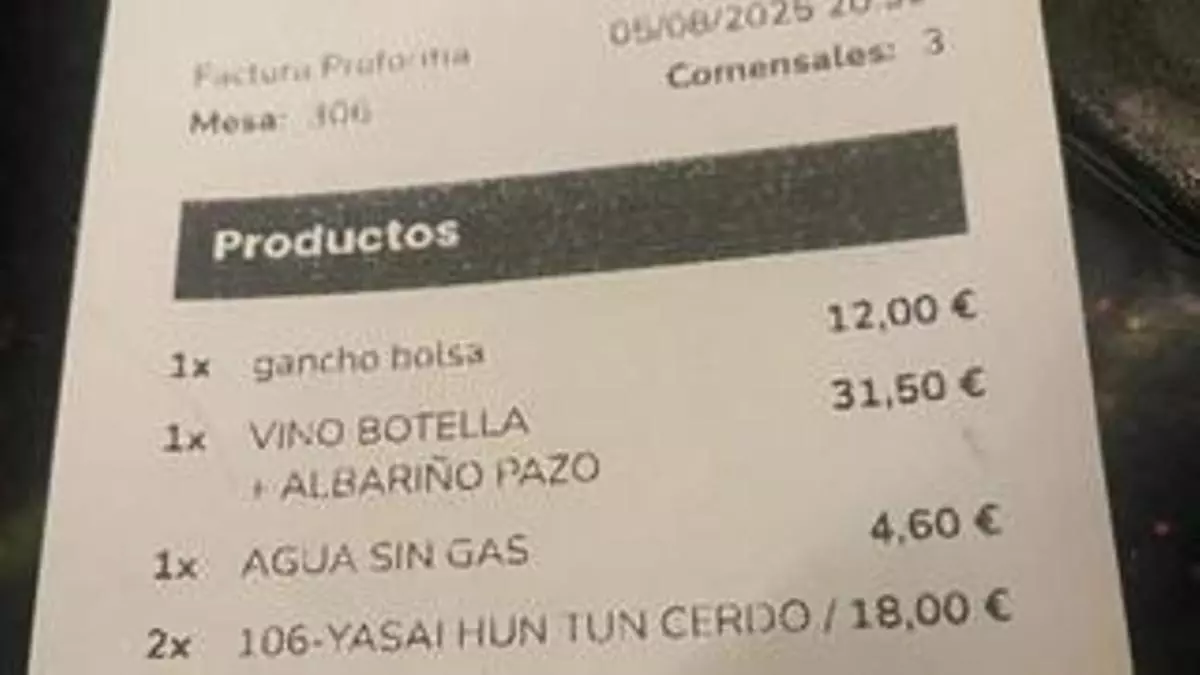 05/08/2025
Factura Proforma
Comensales: 3
Mesa: 106
Productos
1x gancho bolsa 12,00 €
1x VINO BOTELLA 31,50 €
+ ALBARIÑO PAZO
1x AGUA SIN GAS 4,60 €
2x 106-YASAI HUN TUN CERDO / 18,00 €